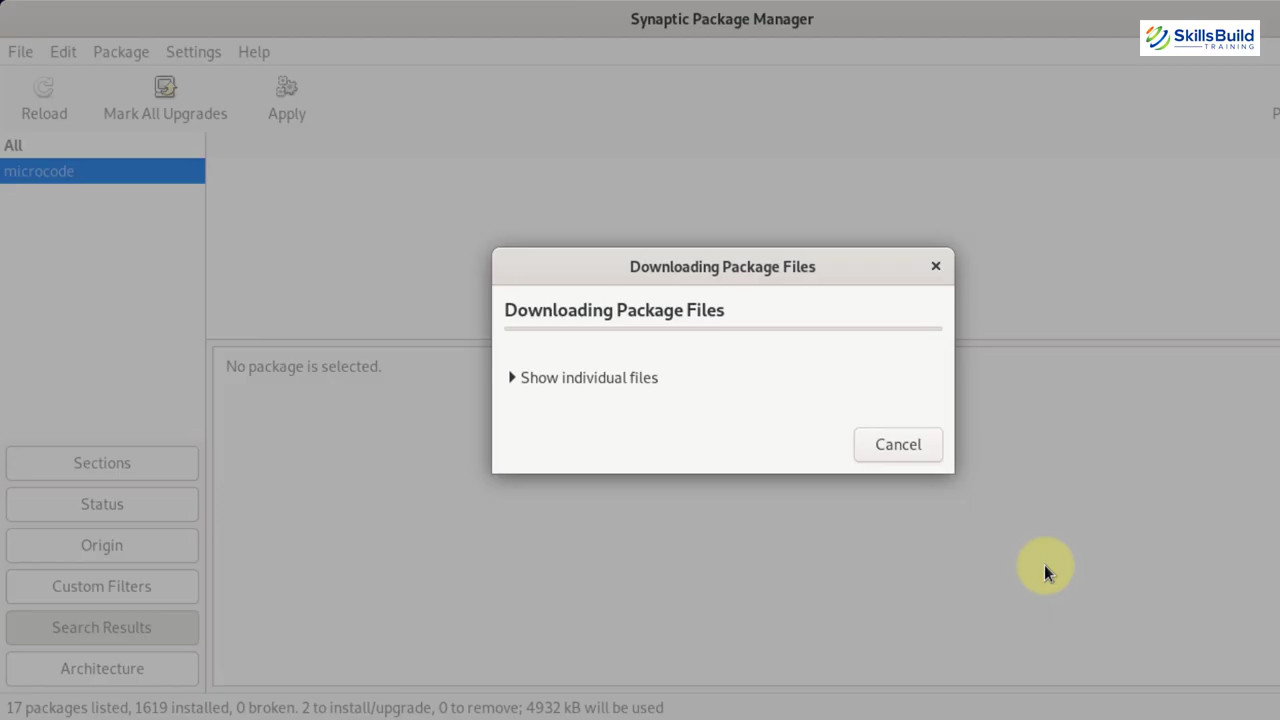 Synaptic Package Manager
SkillsBuild
TRAINING
File Edit Package Settings Help
Reload Mark All Upgrades Apply
P
All
microcode
Downloading Package Files
Downloading Package Files
No package is selected.
Show individual files
Cancel
Sections
Status
Origin
Custom Filters
Search Results
Architecture
17 packages listed, 1619 installed, 0 broken. 2 to install/upgrade, 0 to remove; 4932 kB will be used